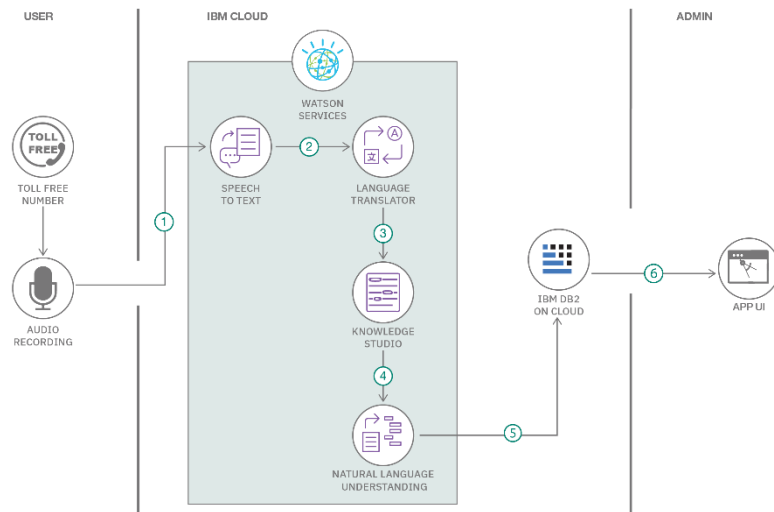 USER
IBM CLOUD
ADMIN
WATSON
SERVICES
TOLL
FREE
TOLL FREE
NUMBER
1
SPEECH
TO TEXT
2
A
文
LANGUAGE
TRANSLATOR
3
AUDIO
RECORDING
KNOWLEDGE
STUDIO
4
NATURAL LANGUAGE
UNDERSTANDING
5
IBM DB2
ON CLOUD
6
APP UI